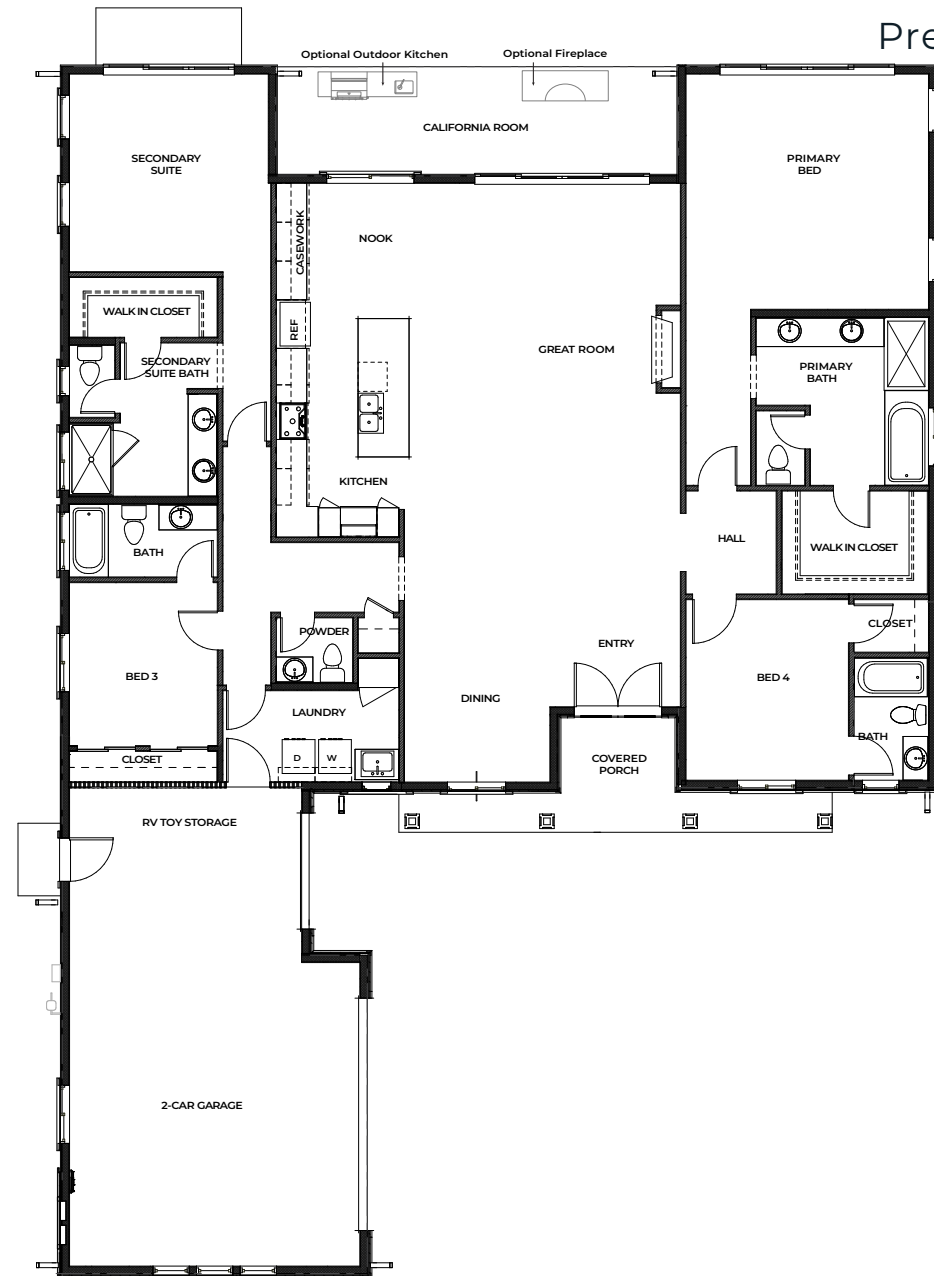 Pre
Optional Outdoor Kitchen
Optional Fireplace
CALIFORNIA ROOM
SECONDARY
SUITE
PRIMARY
BED
CASEWORK
NOOK
WALK IN CLOSET
REF
GREAT ROOM
SECONDARY
SUITE BATH
PRIMARY
BATH
KITCHEN
HALL
WALK IN CLOSET
BATH
POWDER
CLOSET
ENTRY
BED 3
BED 4
DINING
LAUNDRY
BATH
D
W
CLOSET
COVERED
PORCH
RV TOY STORAGE
2-CAR GARAGE